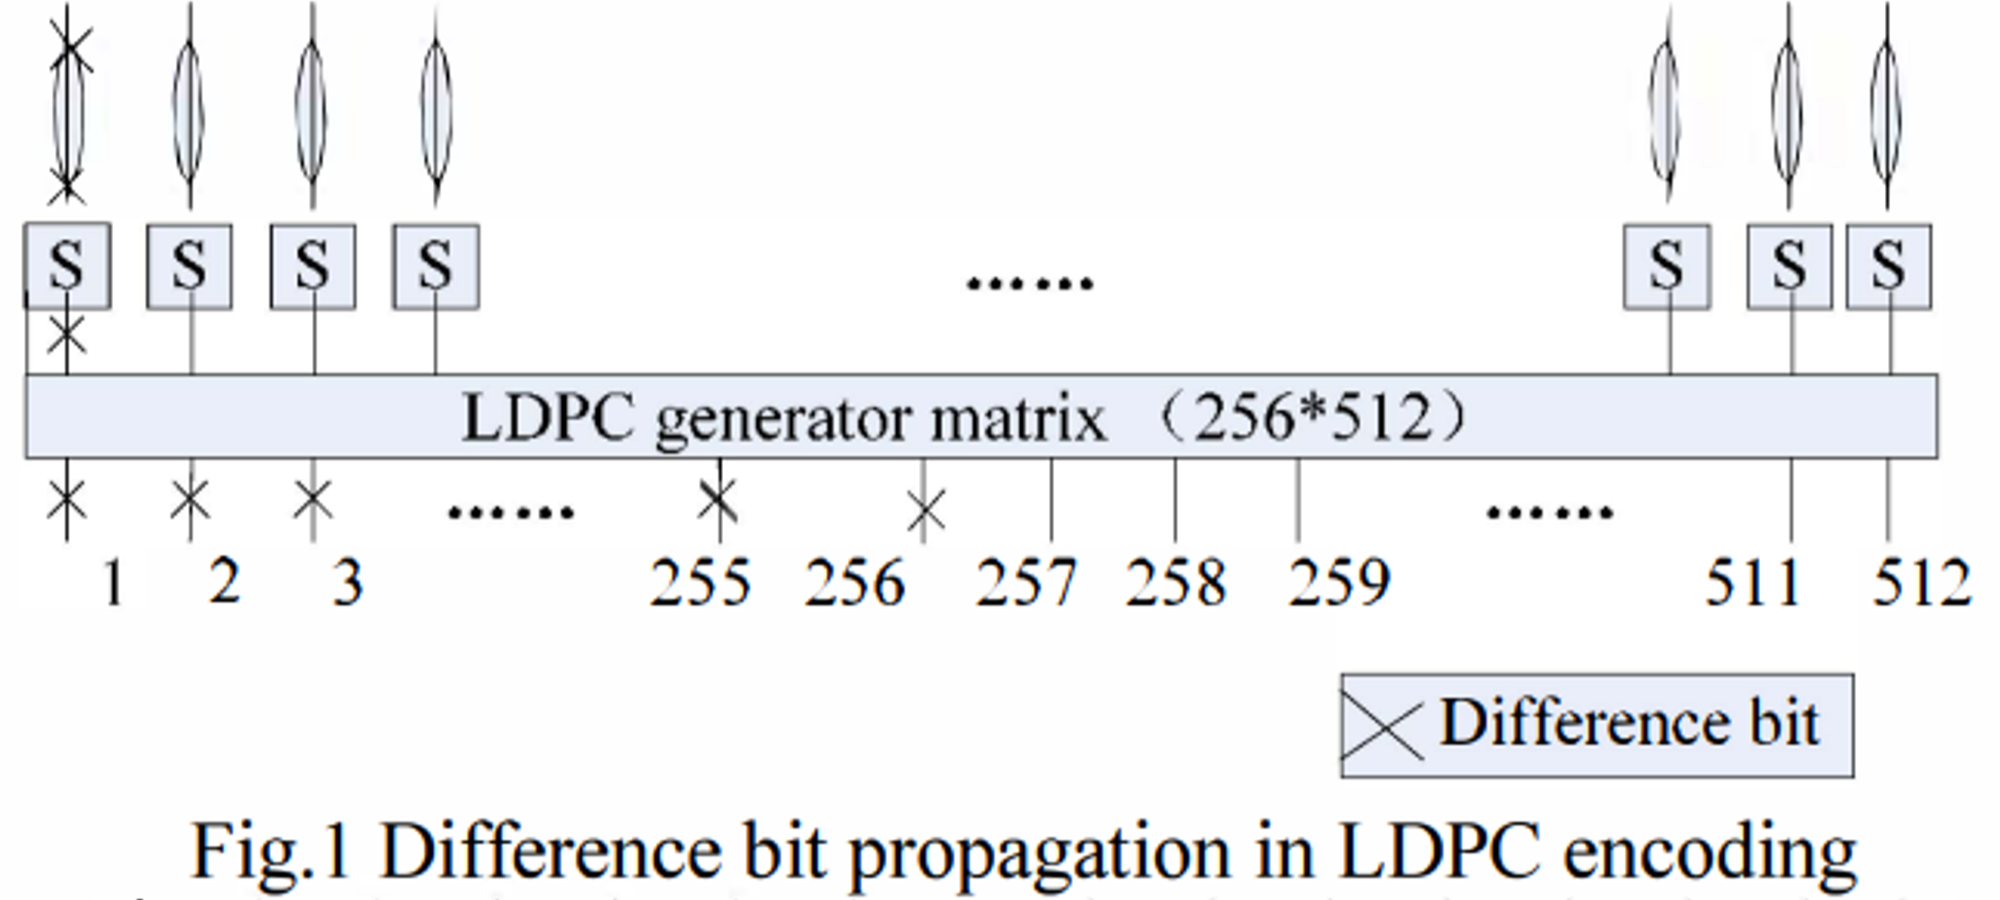 S S S S ...... S S S
LDPC generator matrix （256*512）
...... ......
1 2 3 255 256 257 258 259 511 512
Difference bit
Fig.1 Difference bit propagation in LDPC encoding